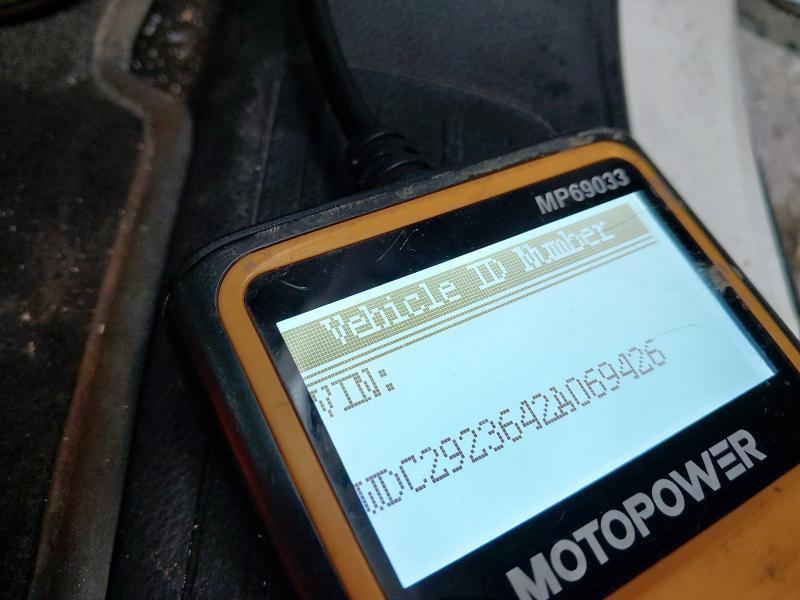 MP69033
Vehicle ID Number
VIN:
WDC2923642A069426
MOTOPOWER